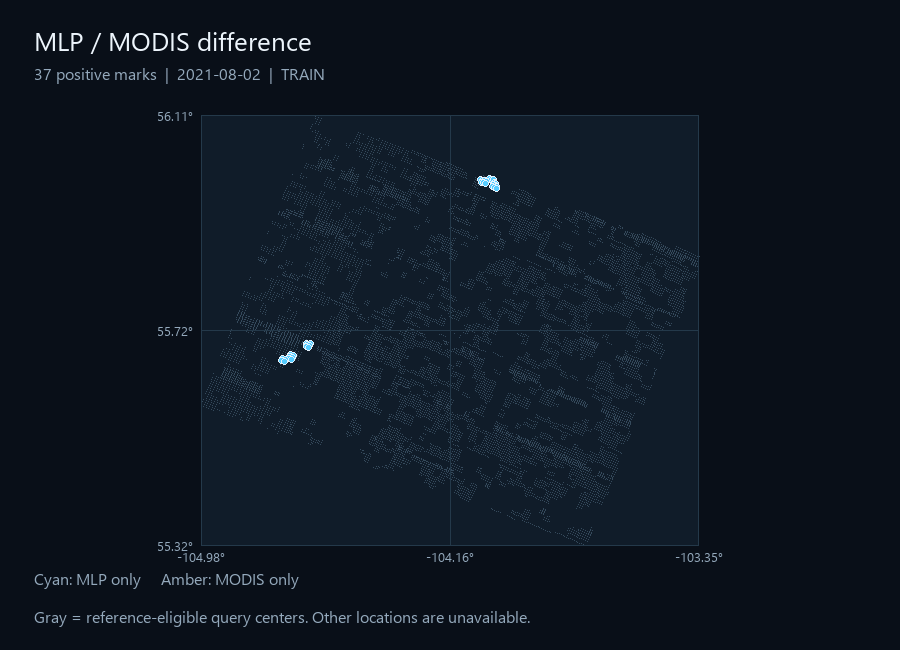 MLP / MODIS difference
37 positive marks | 2021-08-02 | TRAIN
56.11°
55.72°
55.32°
-104.98° -104.16° -103.35°
Cyan: MLP only Amber: MODIS only
Gray = reference-eligible query centers. Other locations are unavailable.